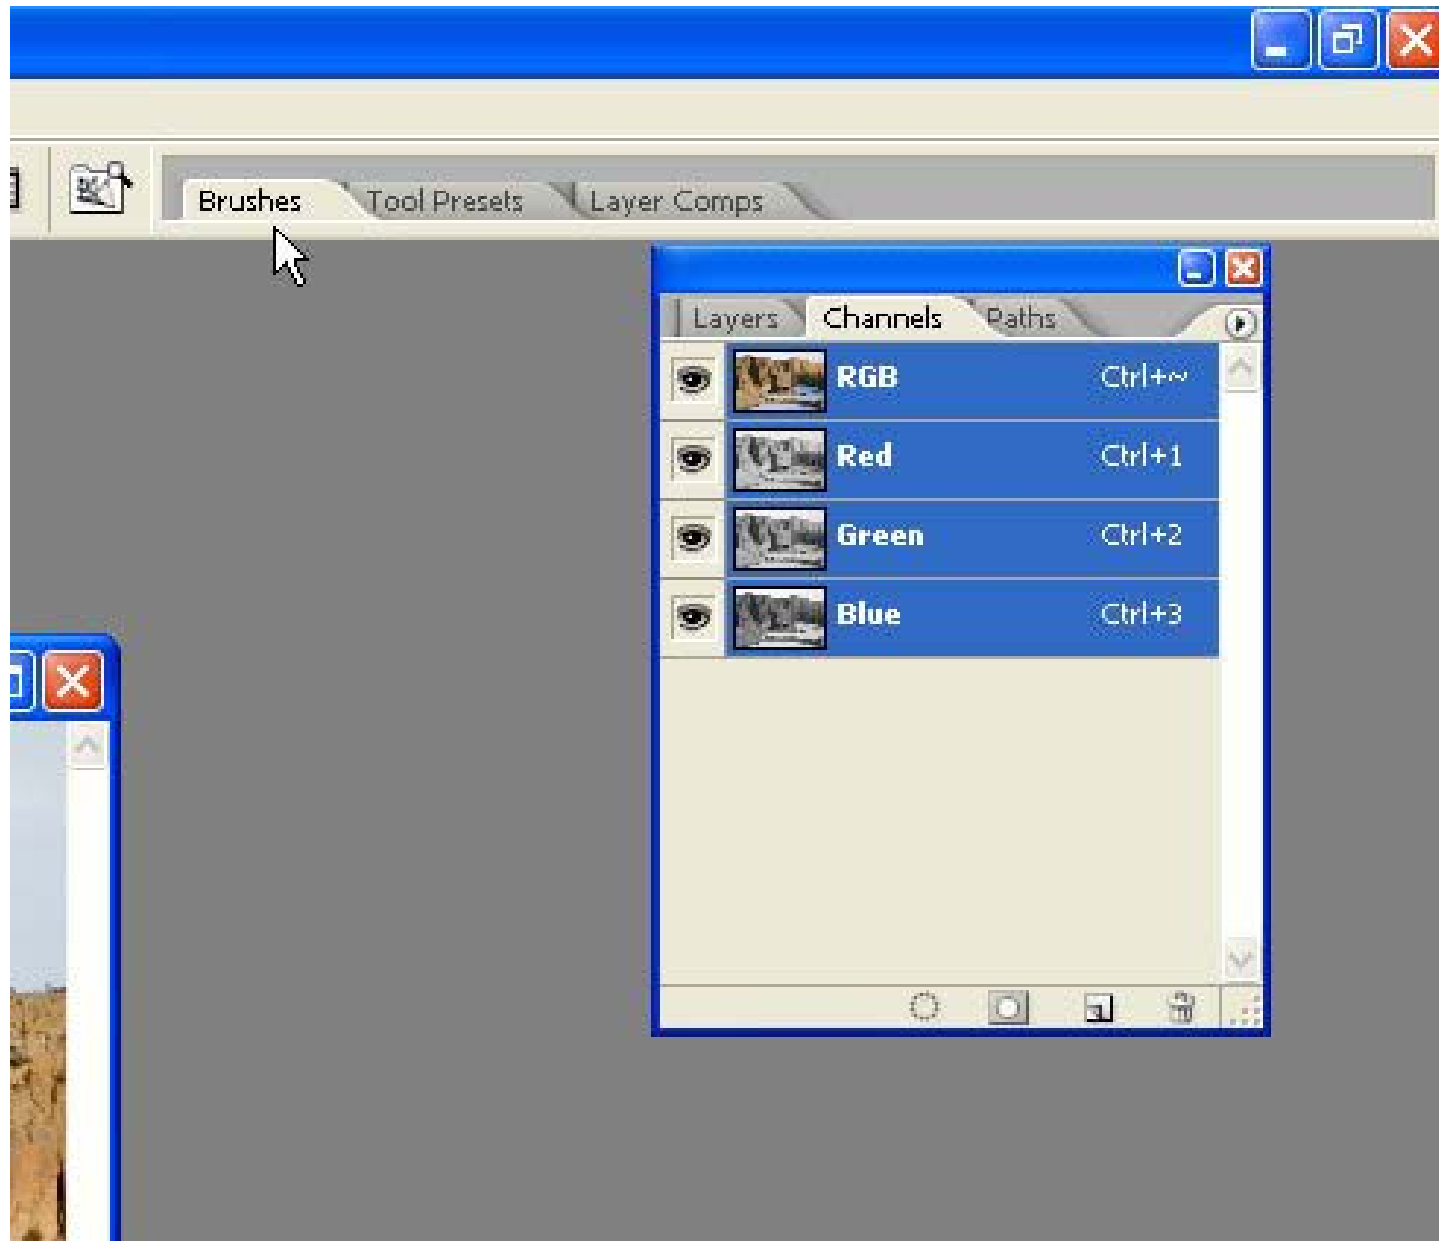 Brushes Tool Presets Layer Comps
Layers Channels Paths
RGB Ctrl+~
Red Ctrl+1
Green Ctrl+2
Blue Ctrl+3